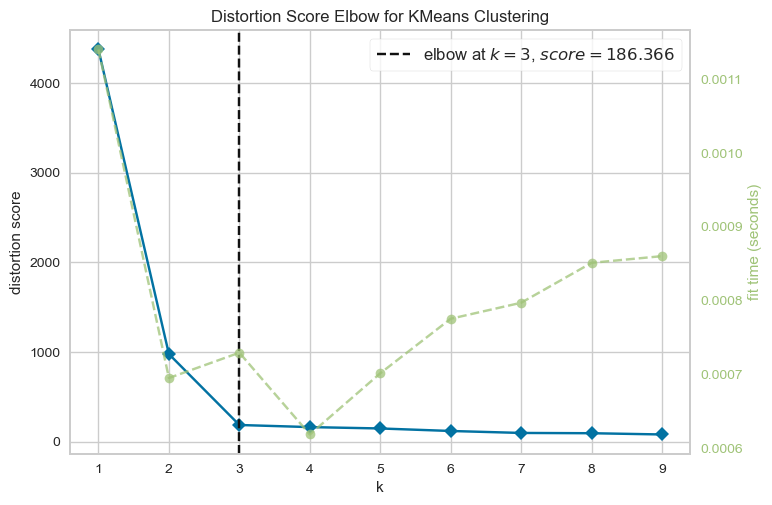 Distortion Score Elbow for KMeans Clustering
elbow at k = 3, score = 186.366
4000
3000
2000
1000
0
distortion score
0.0011
0.0010
0.0009
0.0008
0.0007
0.0006
fit time (seconds)
1 2 3 4 5 6 7 8 9
k